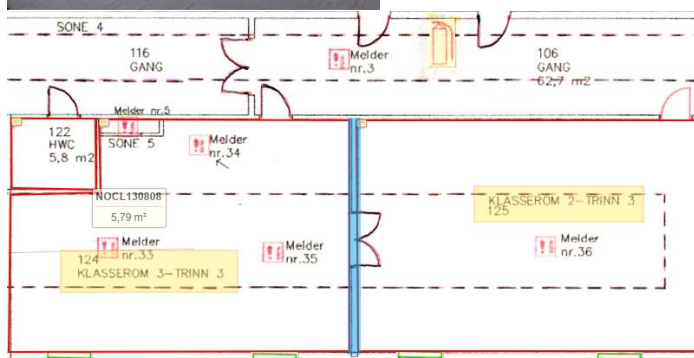 SONE 4
116
GANG
Melder
nr.3
106
GANG
62,7 m2
Melder nr.5
SONE 5
122
HWC
5,8 m2
Melder
nr.34
NOCL130808
5,79 m²
KLASSEROM 2-TRINN 3
125
Melder
nr.33
124
KLASSEROM 3-TRINN 3
Melder
nr.35
Melder
nr.36